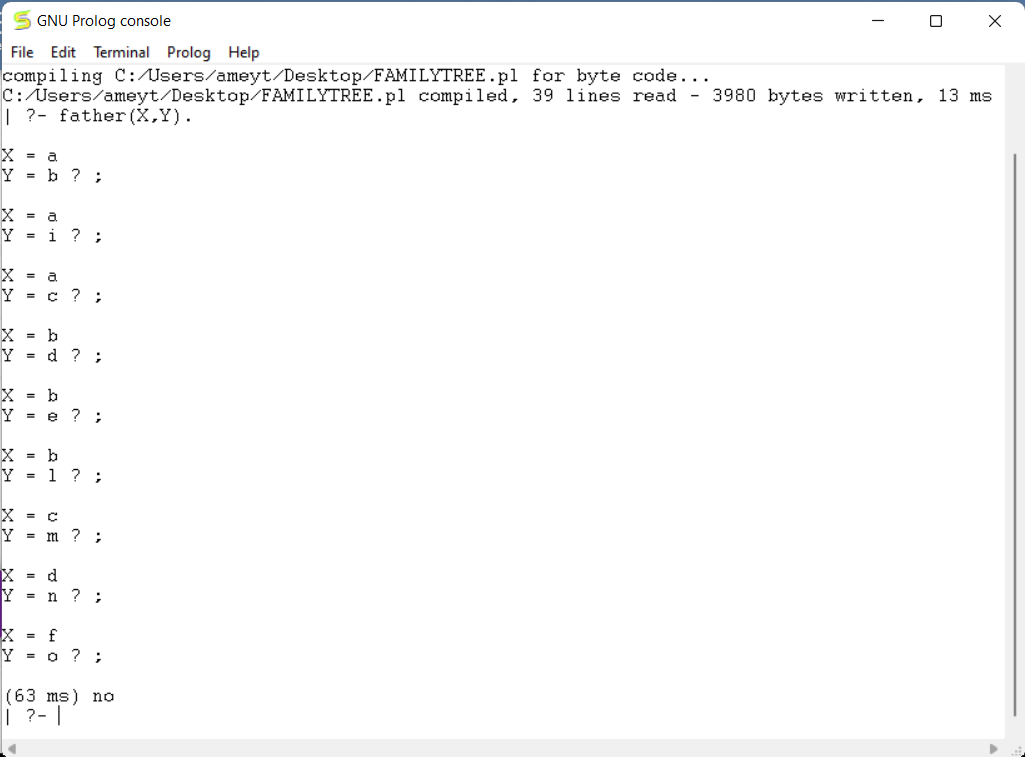 GNU Prolog console
File Edit Terminal Prolog Help
compiling C:/Users/ameyt/Desktop/FAMILYTREE.pl for byte code...
C:/Users/ameyt/Desktop/FAMILYTREE.pl compiled, 39 lines read - 3980 bytes written, 13 ms
| ?- father(X,Y).
X = a
Y = b ? ;
X = a
Y = i ? ;
X = a
Y = c ? ;
X = b
Y = d ? ;
X = b
Y = e ? ;
X = b
Y = l ? ;
X = c
Y = m ? ;
X = d
Y = n ? ;
X = f
Y = o ? ;
(63 ms) no
| ?-